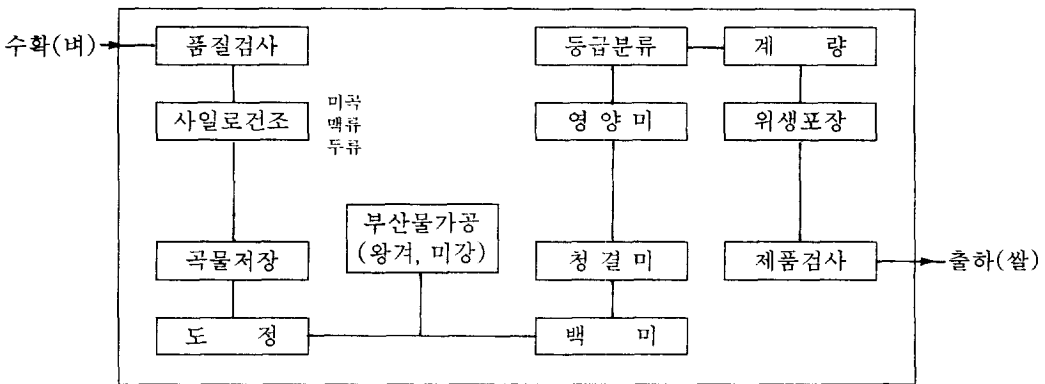 수확(벼)
품질검사
사일로건조
미곡
맥류
두류
곡물저장
도 정
부산물가공
(왕겨, 미강)
백 미
청결미
영양미
등급분류
계 량
위생포장
제품검사
출하(쌀)